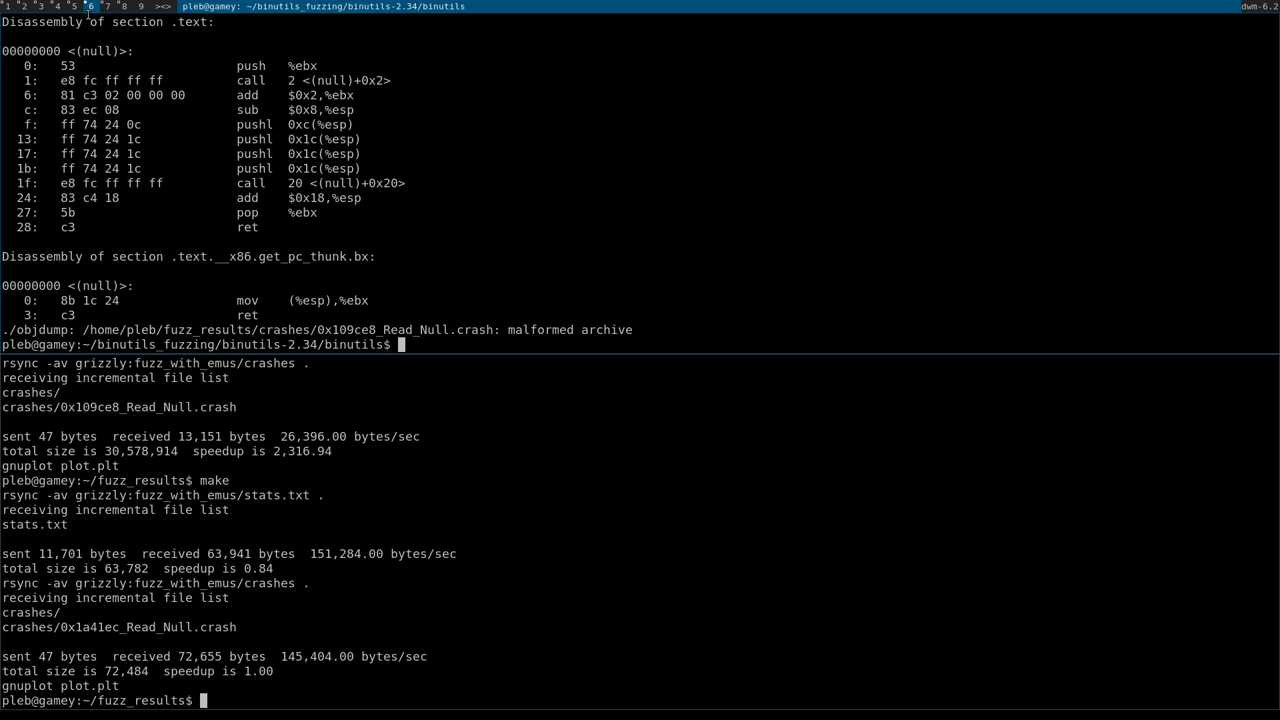 1 2 3 4 5 6 7 8 9 ><> pleb@gamey: ~/binutils_fuzzing/binutils-2.34/binutils dwm-6.2
Disassembly of section .text:
00000000 <(null)>:
0: 53 push %ebx
1: e8 fc ff ff ff call 2 <(null)+0x2>
6: 81 c3 02 00 00 00 add $0x2,%ebx
c: 83 ec 08 sub $0x8,%esp
f: ff 74 24 0c pushl 0xc(%esp)
13: ff 74 24 1c pushl 0x1c(%esp)
17: ff 74 24 1c pushl 0x1c(%esp)
1b: ff 74 24 1c pushl 0x1c(%esp)
1f: e8 fc ff ff ff call 20 <(null)+0x20>
24: 83 c4 18 add $0x18,%esp
27: 5b pop %ebx
28: c3 ret
Disassembly of section .text.__x86.get_pc_thunk.bx:
00000000 <(null)>:
0: 8b 1c 24 mov (%esp),%ebx
3: c3 ret
./objdump: /home/pleb/fuzz_results/crashes/0x109ce8_Read_Null.crash: malformed archive
pleb@gamey:~/binutils_fuzzing/binutils-2.34/binutils$
rsync -av grizzly:fuzz_with_emus/crashes .
receiving incremental file list
crashes/
crashes/0x109ce8_Read_Null.crash
sent 47 bytes received 13,151 bytes 26,396.00 bytes/sec
total size is 30,578,914 speedup is 2,316.94
gnuplot plot.plt
pleb@gamey:~/fuzz_results$ make
rsync -av grizzly:fuzz_with_emus/stats.txt .
receiving incremental file list
stats.txt
sent 11,701 bytes received 63,941 bytes 151,284.00 bytes/sec
total size is 63,782 speedup is 0.84
rsync -av grizzly:fuzz_with_emus/crashes .
receiving incremental file list
crashes/
crashes/0x1a41ec_Read_Null.crash
sent 47 bytes received 72,655 bytes 145,404.00 bytes/sec
total size is 72,484 speedup is 1.00
gnuplot plot.plt
pleb@gamey:~/fuzz_results$